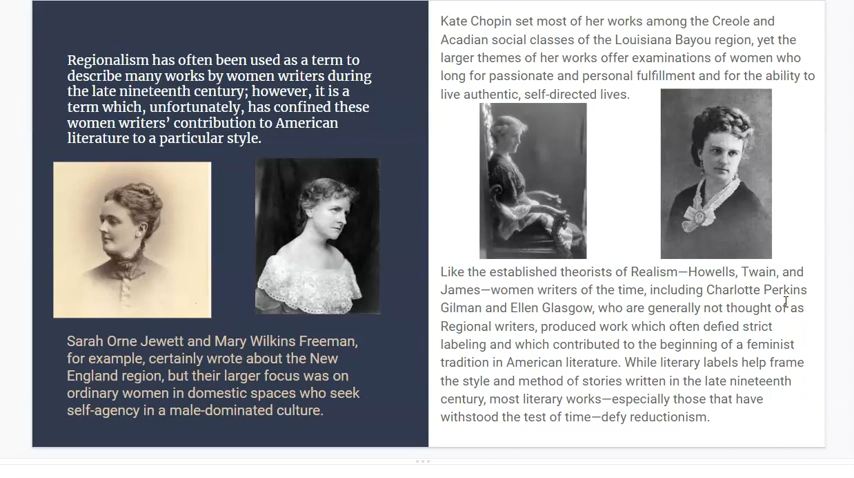 Regionalism has often been used as a term to
describe many works by women writers during
the late nineteenth century; however, it is a
term which, unfortunately, has confined these
women writers' contribution to American
literature to a particular style.
Sarah Orne Jewett and Mary Wilkins Freeman,
for example, certainly wrote about the New
England region, but their larger focus was on
ordinary women in domestic spaces who seek
self-agency in a male-dominated culture.
Kate Chopin set most of her works among the Creole and
Acadian social classes of the Louisiana Bayou region, yet the
larger themes of her works offer examinations of women who
long for passionate and personal fulfillment and for the ability to
live authentic, self-directed lives.
Like the established theorists of Realism—Howells, Twain, and
James—women writers of the time, including Charlotte Perkins
Gilman and Ellen Glasgow, who are generally not thought of as
Regional writers, produced work which often defied strict
labeling and which contributed to the beginning of a feminist
tradition in American literature. While literary labels help frame
the style and method of stories written in the late nineteenth
century, most literary works—especially those that have
withstood the test of time—defy reductionism.